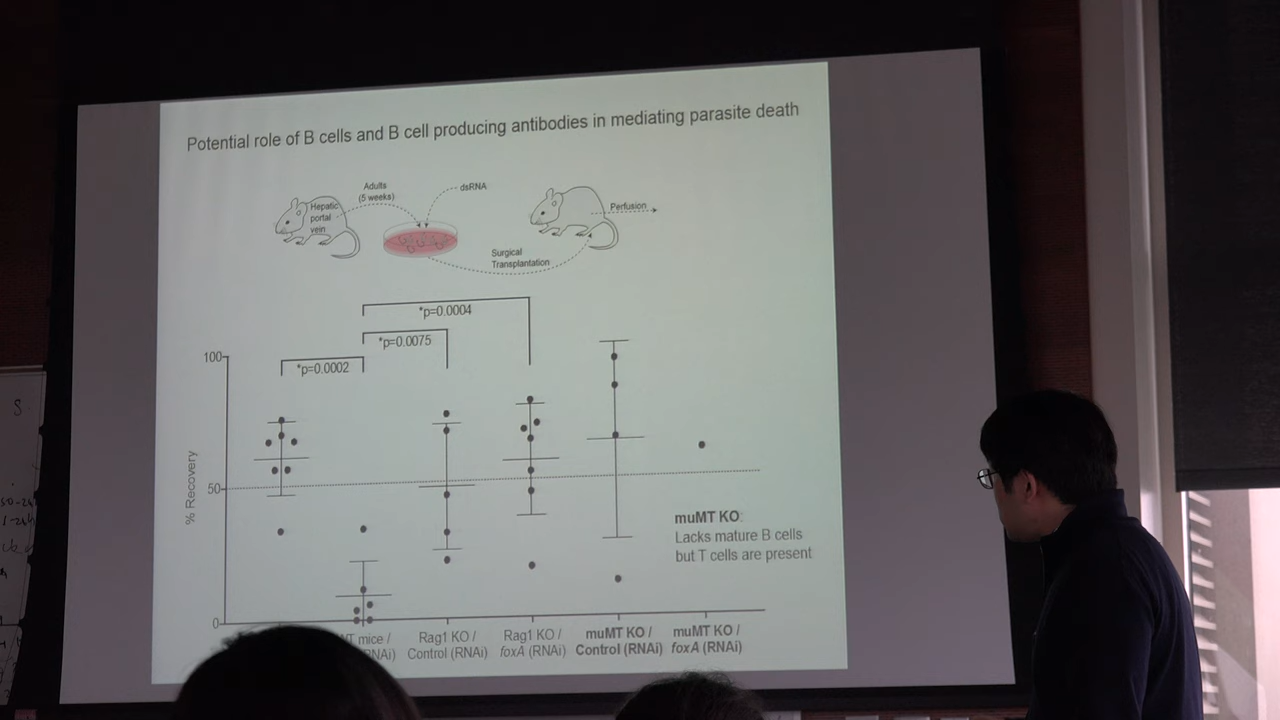 Potential role of B cells and B cell producing antibodies in mediating parasite death
Adults
(5 weeks)
dsRNA
Hepatic
portal
vein
Perfusion
Surgical
Transplantation
*p=0.0004
*p=0.0075
*p=0.0002
100
50
0
% Recovery
muMT KO:
Lacks mature B cells
but T cells are present
mice /
Rag1 KO /
Control (RNAi)
Rag1 KO /
foxA (RNAi)
muMT KO /
Control (RNAi)
muMT KO /
foxA (RNAi)
S